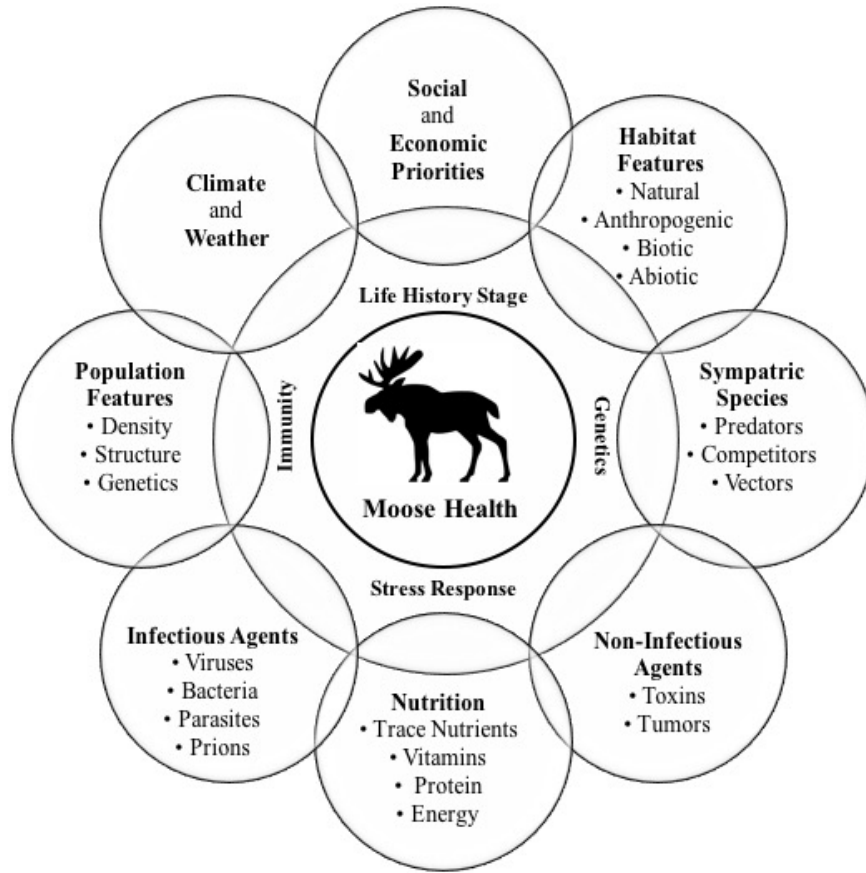 Social
and
Economic
Priorities
Habitat
Features
• Natural
• Anthropogenic
• Biotic
• Abiotic
Climate
and
Weather
Life History Stage
Population
Features
• Density
• Structure
• Genetics
Immunity
Moose Health
Genetics
Sympatric
Species
• Predators
• Competitors
• Vectors
Stress Response
Infectious Agents
• Viruses
• Bacteria
• Parasites
• Prions
Nutrition
• Trace Nutrients
• Vitamins
• Protein
• Energy
Non-Infectious
Agents
• Toxins
• Tumors